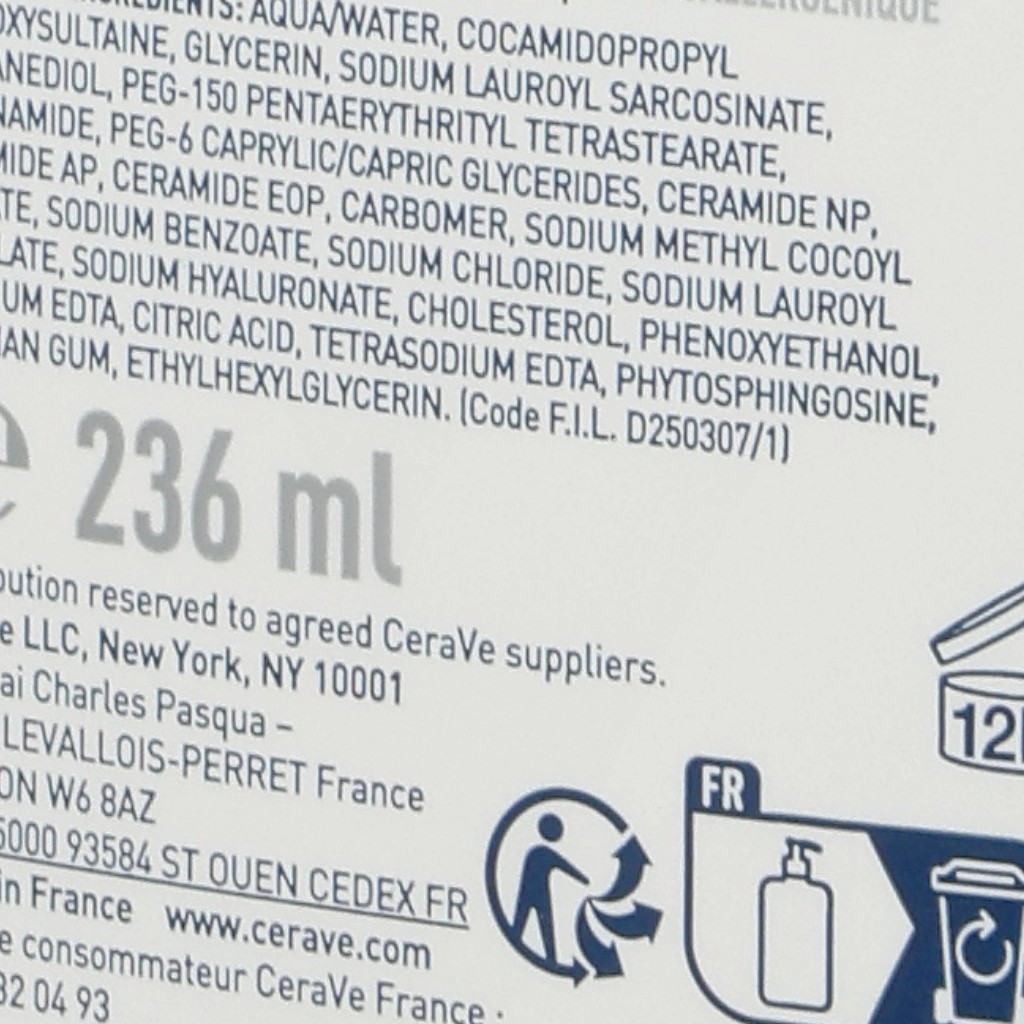 INGREDIENTS: AQUA/WATER, COCAMIDOPROPYL
OXYSULTAINE, GLYCERIN, SODIUM LAUROYL SARCOSINATE,
ANEDIOL, PEG-150 PENTAERYTHRITYL TETRASTEARATE,
NAMIDE, PEG-6 CAPRYLIC/CAPRIC GLYCERIDES, CERAMIDE NP,
MIDE AP, CERAMIDE EOP, CARBOMER, SODIUM METHYL COCOYL
TE, SODIUM BENZOATE, SODIUM CHLORIDE, SODIUM LAUROYL
LATE, SODIUM HYALURONATE, CHOLESTEROL, PHENOXYETHANOL,
UM EDTA, CITRIC ACID, TETRASODIUM EDTA, PHYTOSPHINGOSINE,
AN GUM, ETHYLHEXYLGLYCERIN. (Code F.I.L. D250307/1)
e 236 ml
bution reserved to agreed CeraVe suppliers.
e LLC, New York, NY 10001
ai Charles Pasqua –
LEVALLOIS-PERRET France
ON W6 8AZ
5000 93584 ST OUEN CEDEX FR
in France www.cerave.com
e consommateur CeraVe France ·
32 04 93
12
FR